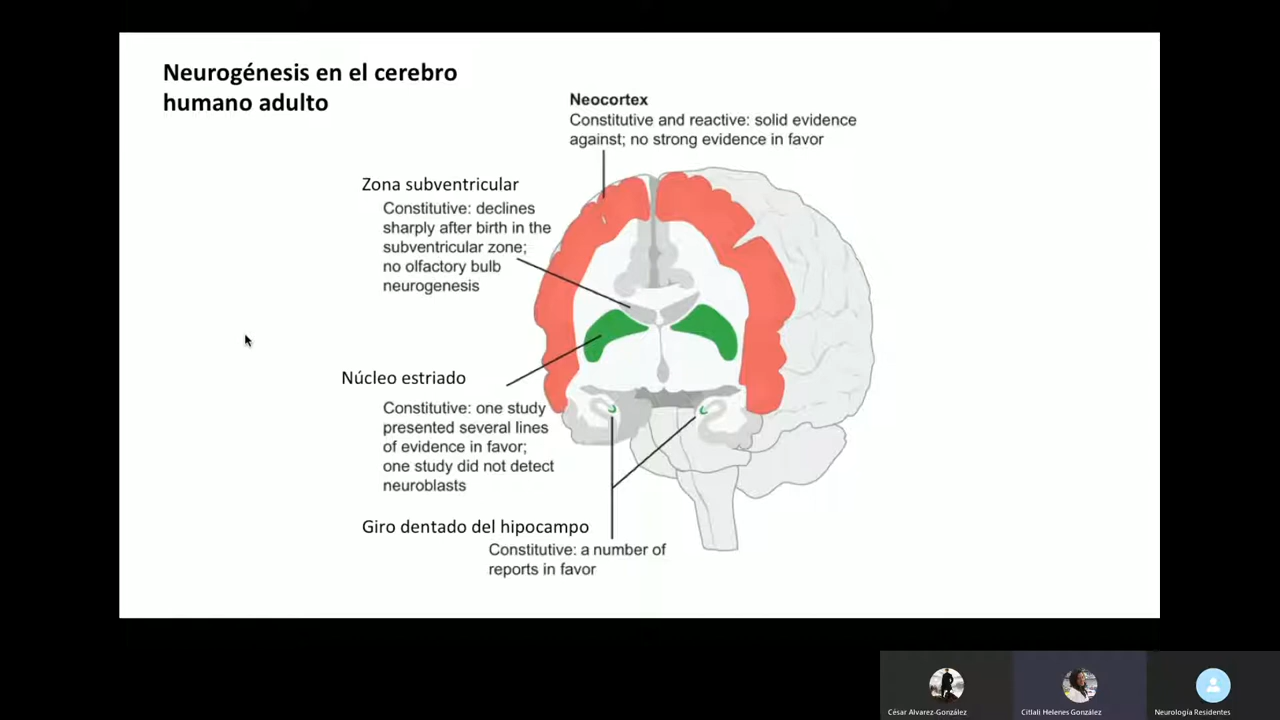 Neurogénesis en el cerebro
humano adulto
Neocortex
Constitutive and reactive: solid evidence
against; no strong evidence in favor
Zona subventricular
Constitutive: declines
sharply after birth in the
subventricular zone;
no olfactory bulb
neurogenesis
Núcleo estriado
Constitutive: one study
presented several lines
of evidence in favor;
one study did not detect
neuroblasts
Giro dentado del hipocampo
Constitutive: a number of
reports in favor
César Alvarez-González
Citlali Helenes González
Neurología Residentes